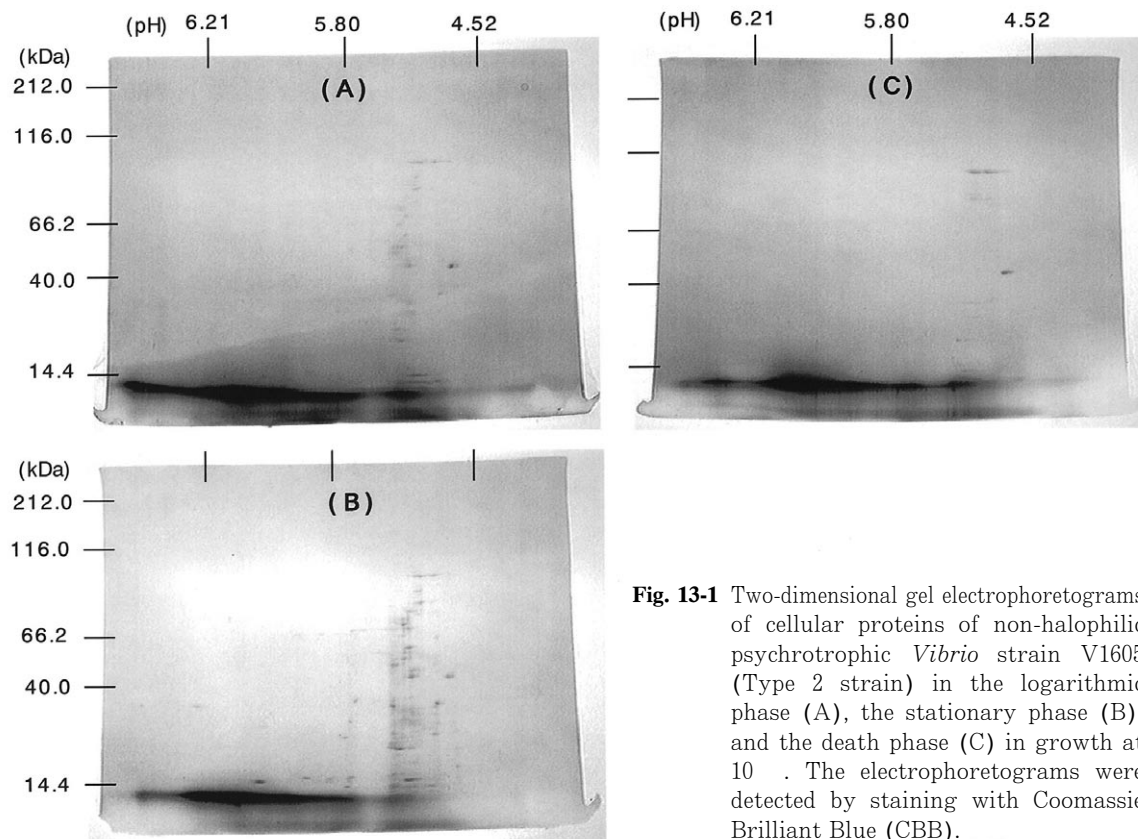 (pH) 6.21 5.80 4.52
(kDa)
212.0
116.0
66.2
40.0
14.4
(A)
(pH) 6.21 5.80 4.52
(C)
(kDa)
212.0
116.0
66.2
40.0
14.4
(B)
Fig. 13-1 Two-dimensional gel electrophoretograms
of cellular proteins of non-halophilic
psychrotrophic Vibrio strain V1605
(Type 2 strain) in the logarithmic
phase (A), the stationary phase (B)
and the death phase (C) in growth at
10 . The electrophoretograms were
detected by staining with Coomassie
Brilliant Blue (CBB).